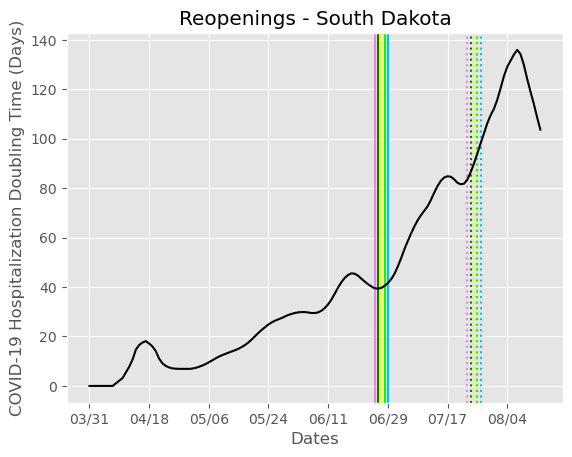 Reopenings - South Dakota
COVID-19 Hospitalization Doubling Time (Days)
140
120
100
80
60
40
20
0
03/31 04/18 05/06 05/24 06/11 06/29 07/17 08/04
Dates